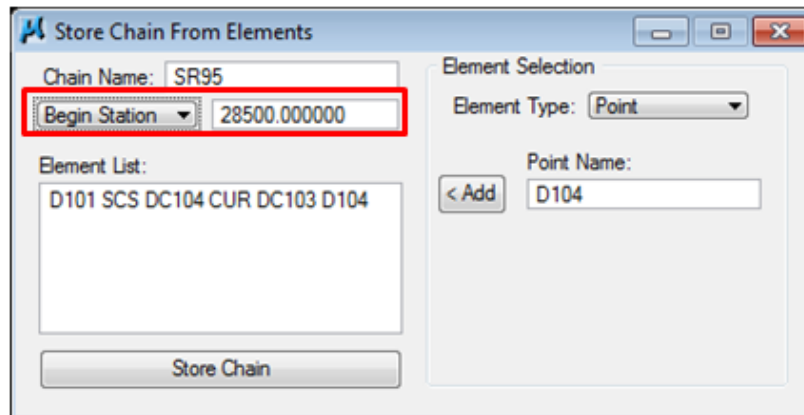 Store Chain From Elements
Chain Name: SR95
Begin Station 28500.000000
Element List:
D101 SCS DC104 CUR DC103 D104
Store Chain
Element Selection
Element Type: Point
Point Name:
< Add D104